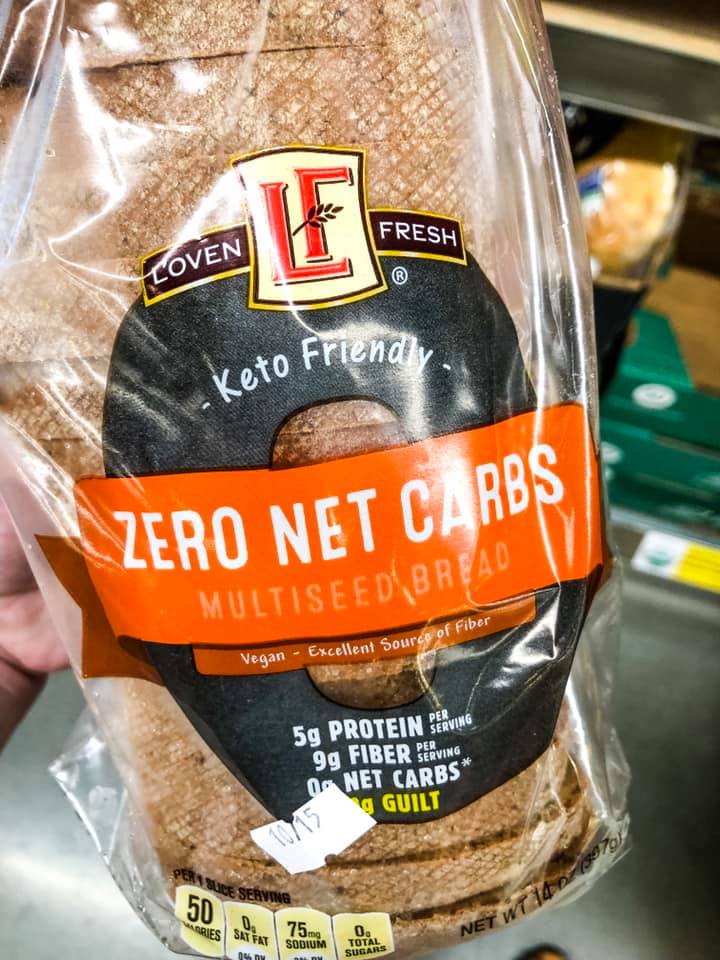 L'OVEN LF FRESH ®
- Keto Friendly -
ZERO NET CARBS
MULTISEED BREAD
Vegan - Excellent Source of Fiber
5g PROTEIN PER SERVING
9g FIBER PER SERVING
0g NET CARBS*
GUILT
10/15
PER 1 SLICE SERVING
50
0g SAT FAT
75mg SODIUM
0g TOTAL SUGARS
NET WT 14 (397g)